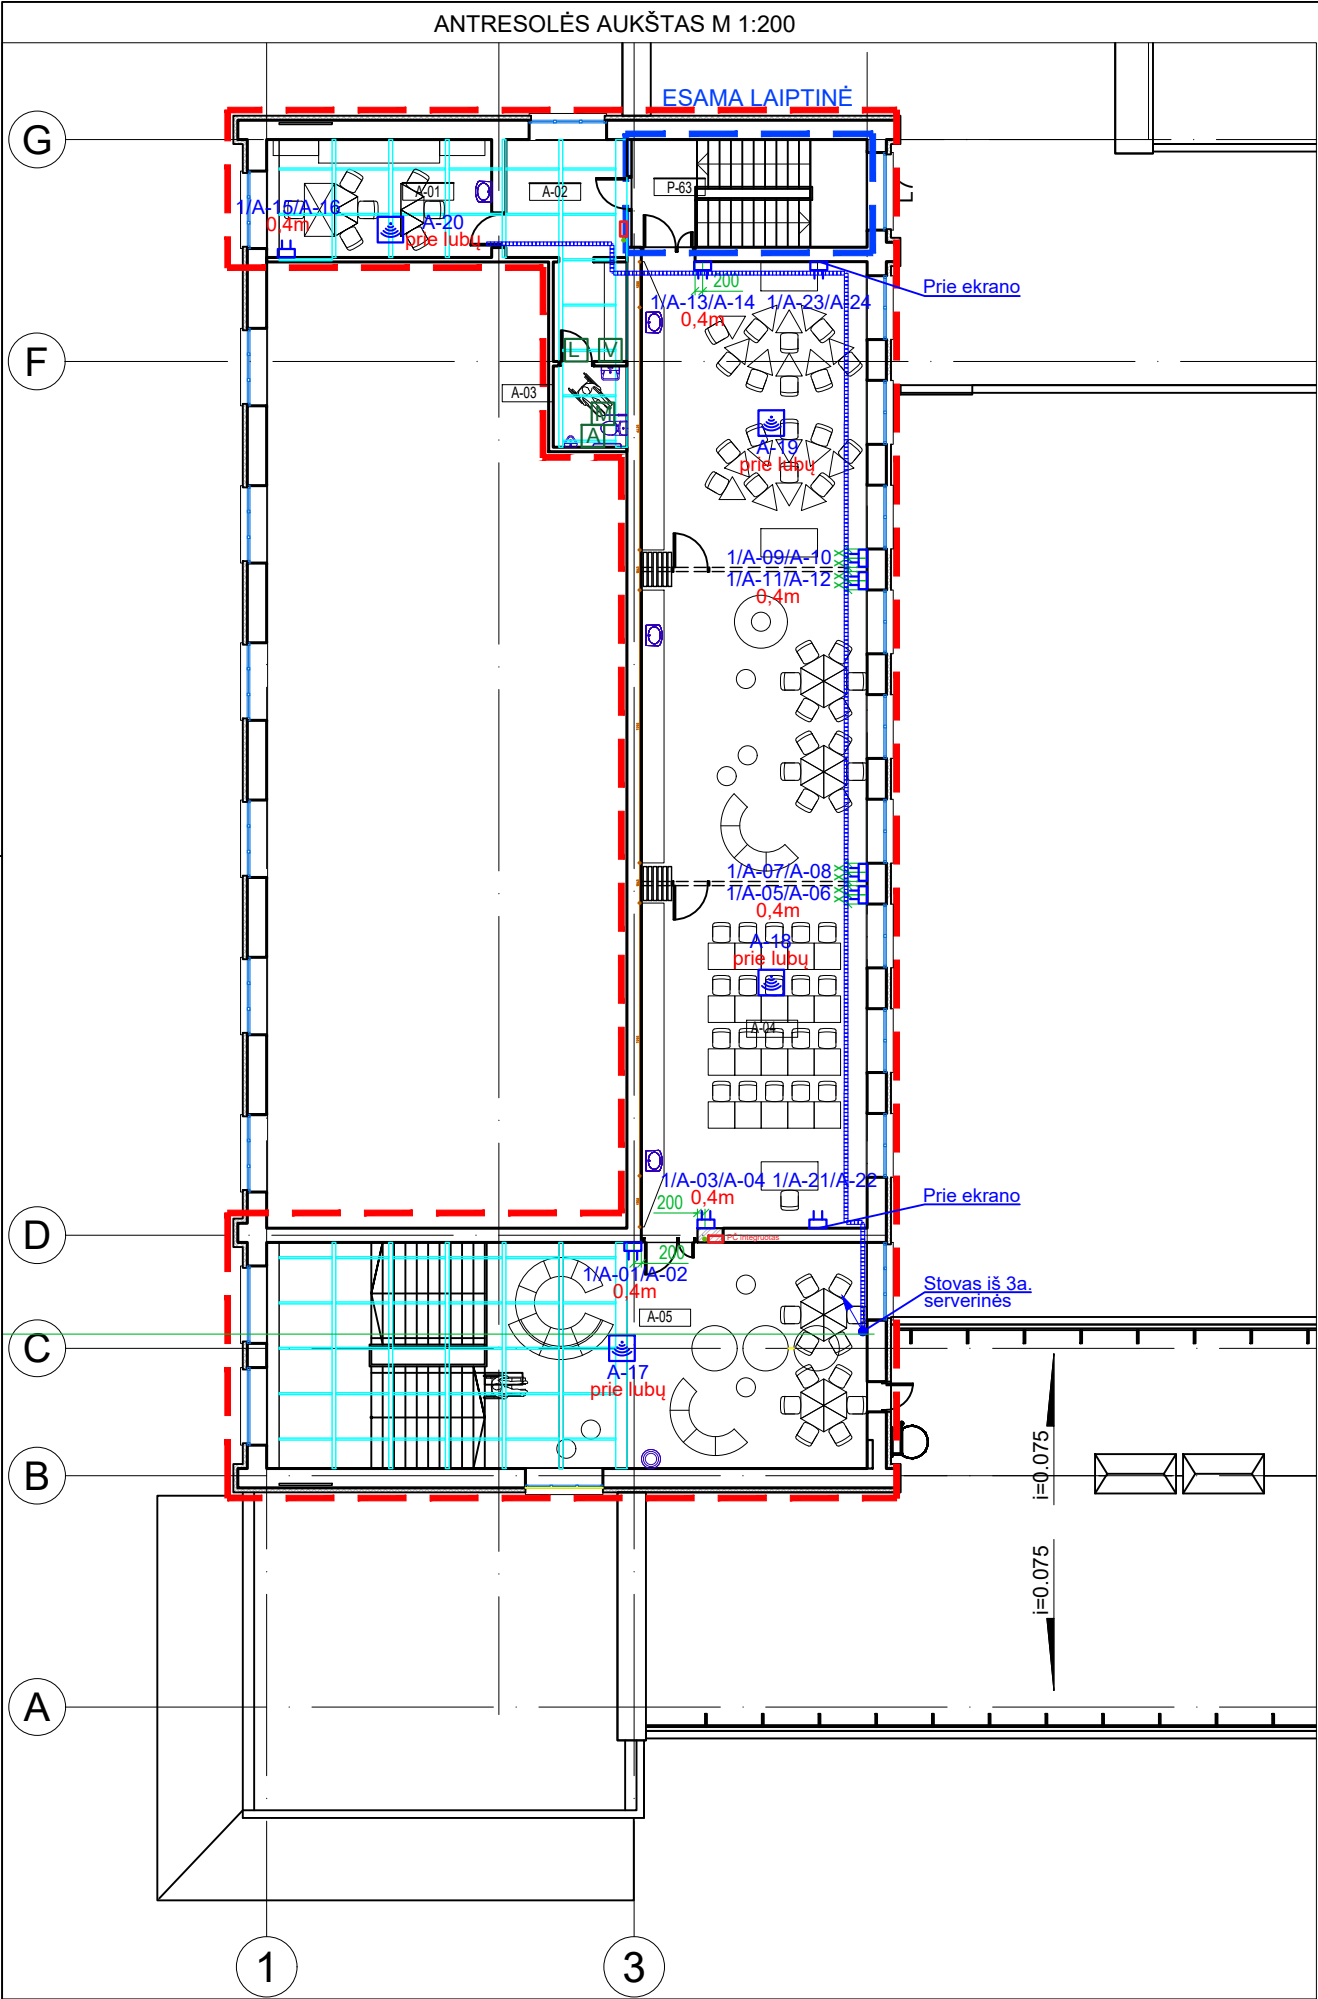 ANTRESOLĖS AUKŠTAS M 1:200
ESAMA LAIPTINĖ
G
A-01
A-02
P-63
1/A-15/A-16
0,4m
A-20
prie lubų
Prie ekrano
200
1/A-13/A-14
1/A-23/A-24
0,4m
F
L
V
A-03
M
A
A-19
prie lubų
1/A-09/A-10
1/A-11/A-12
0,4m
1/A-07/A-08
1/A-05/A-06
0,4m
A-18
prie lubų
A-04
1/A-03/A-04
1/A-21/A-22
0,4m
200
Prie ekrano
D
PC integruotas
200
1/A-01/A-02
0,4m
Stovas iš 3a.
serverinės
A-05
C
A-17
prie lubų
B
i=0.075
i=0.075
A
1
3